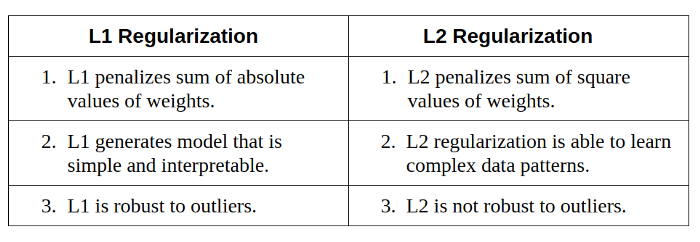 L1 Regularization
L2 Regularization
1. L1 penalizes sum of absolute
values of weights.
1. L2 penalizes sum of square
values of weights.
2. L1 generates model that is
simple and interpretable.
2. L2 regularization is able to learn
complex data patterns.
3. L1 is robust to outliers.
3. L2 is not robust to outliers.